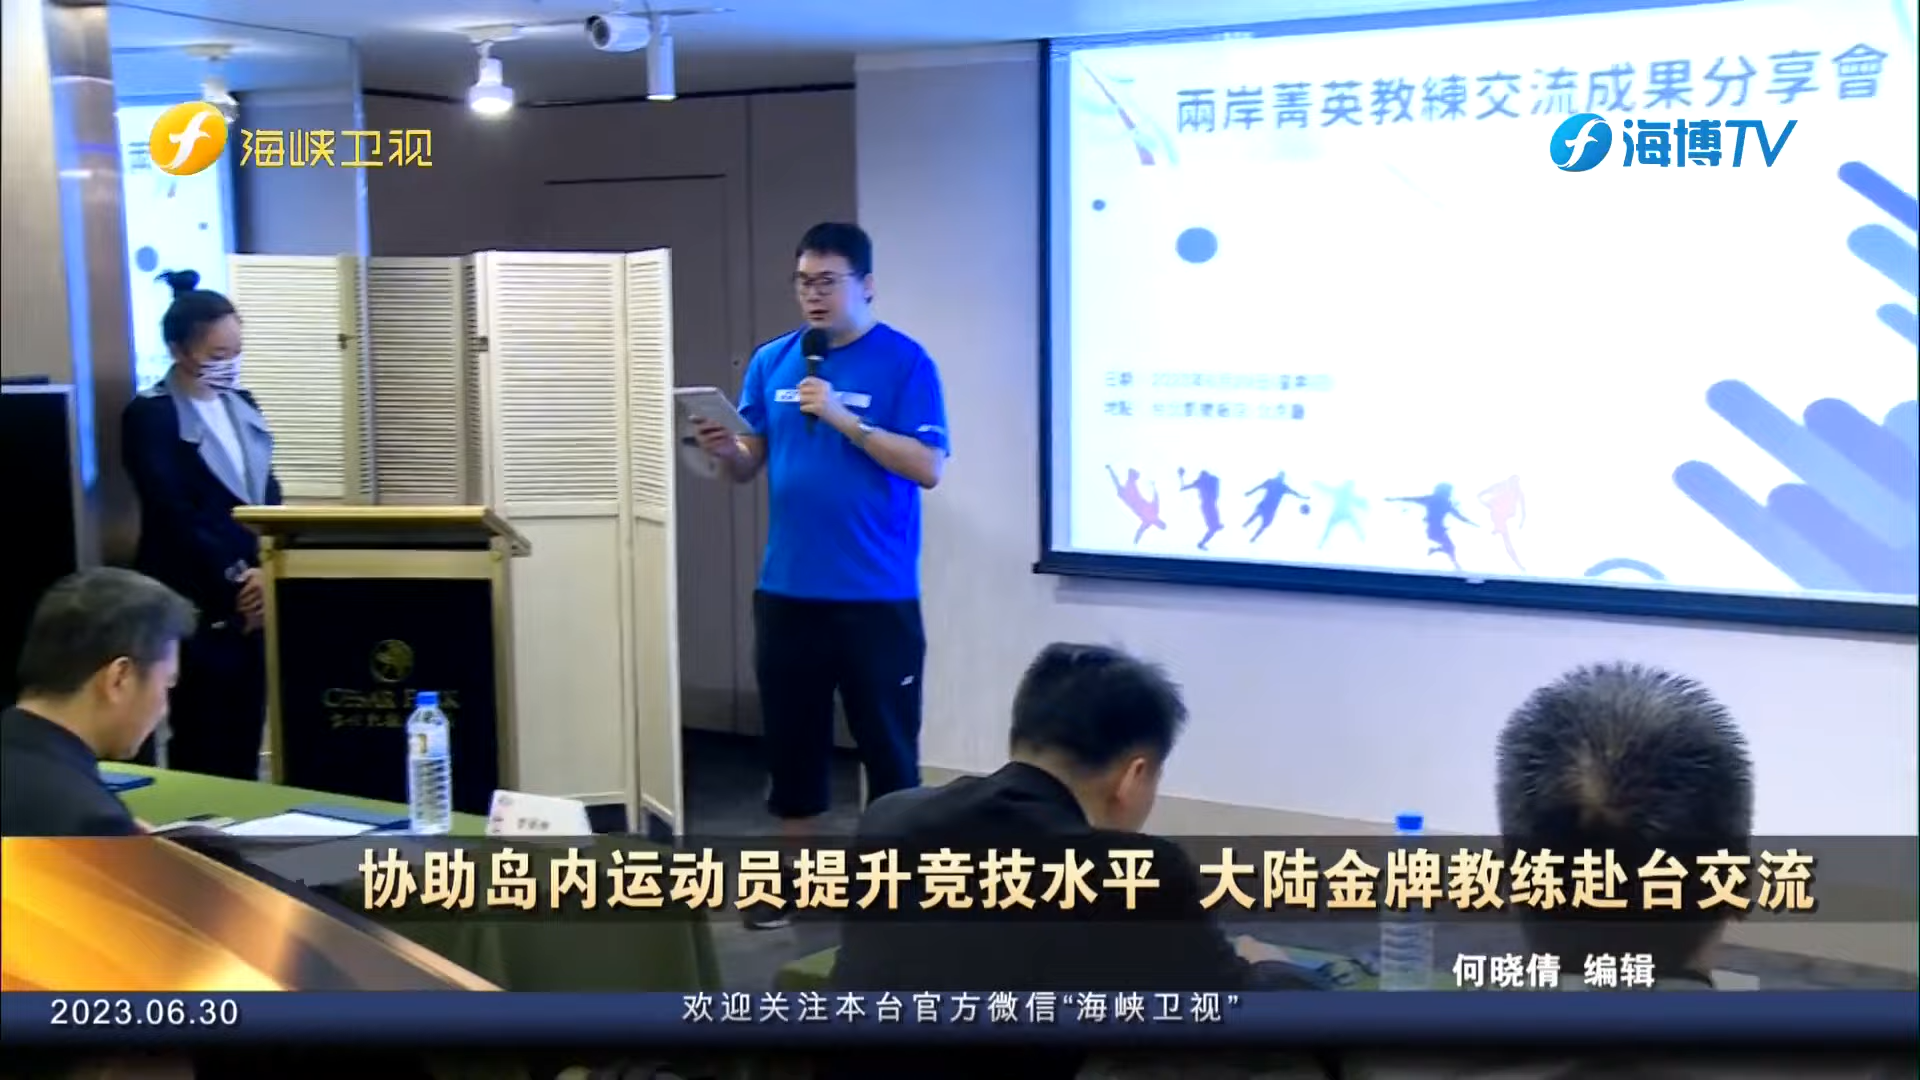 海峡卫视
海博TV
兩岸菁英教練交流成果分享會
协助岛内运动员提升竞技水平 大陆金牌教练赴台交流
何晓倩 编辑
2023.06.30
欢迎关注本台官方微信“海峡卫视”